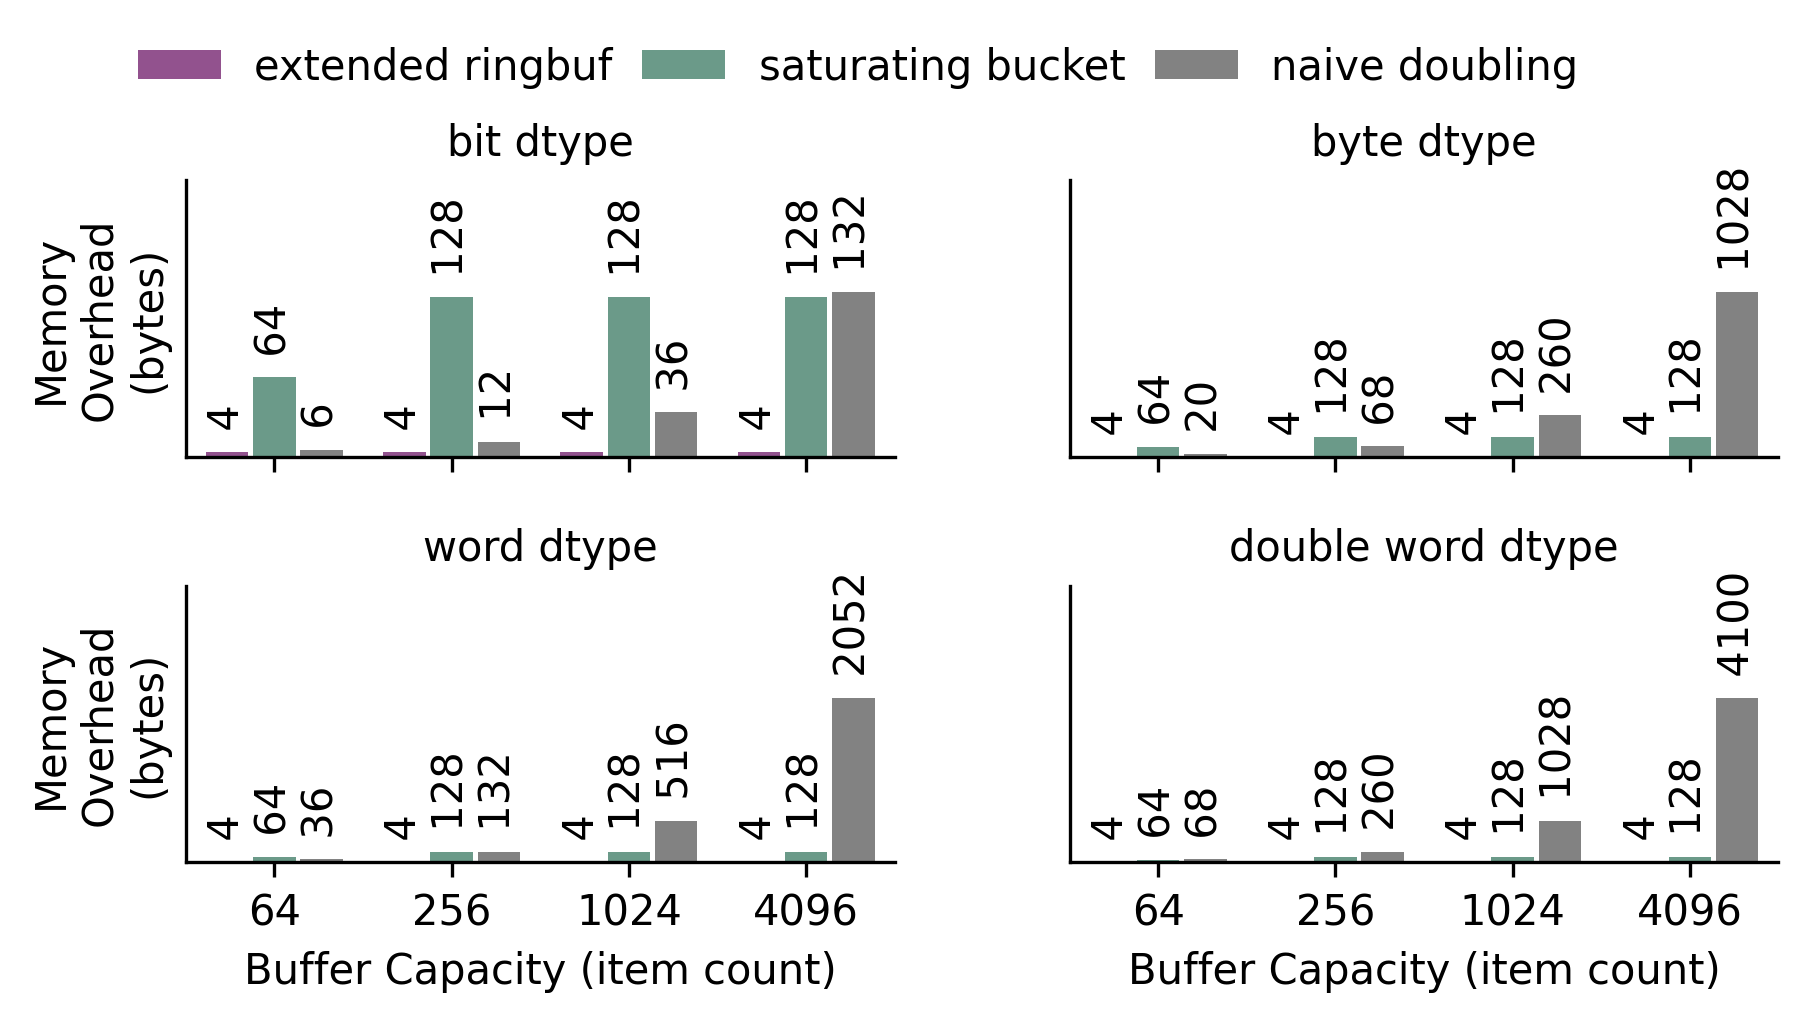 extended ringbuf saturating bucket naive doubling
bit dtype
Memory
Overhead
(bytes)
4 64 6 4 128 12 4 128 36 4 128 132
byte dtype
4 64 20 4 128 68 4 128 260 4 128 1028
word dtype
Memory
Overhead
(bytes)
4 64 36 4 128 132 4 128 516 4 128 2052
64 256 1024 4096
Buffer Capacity (item count)
double word dtype
4 64 68 4 128 260 4 128 1028 4 128 4100
64 256 1024 4096
Buffer Capacity (item count)